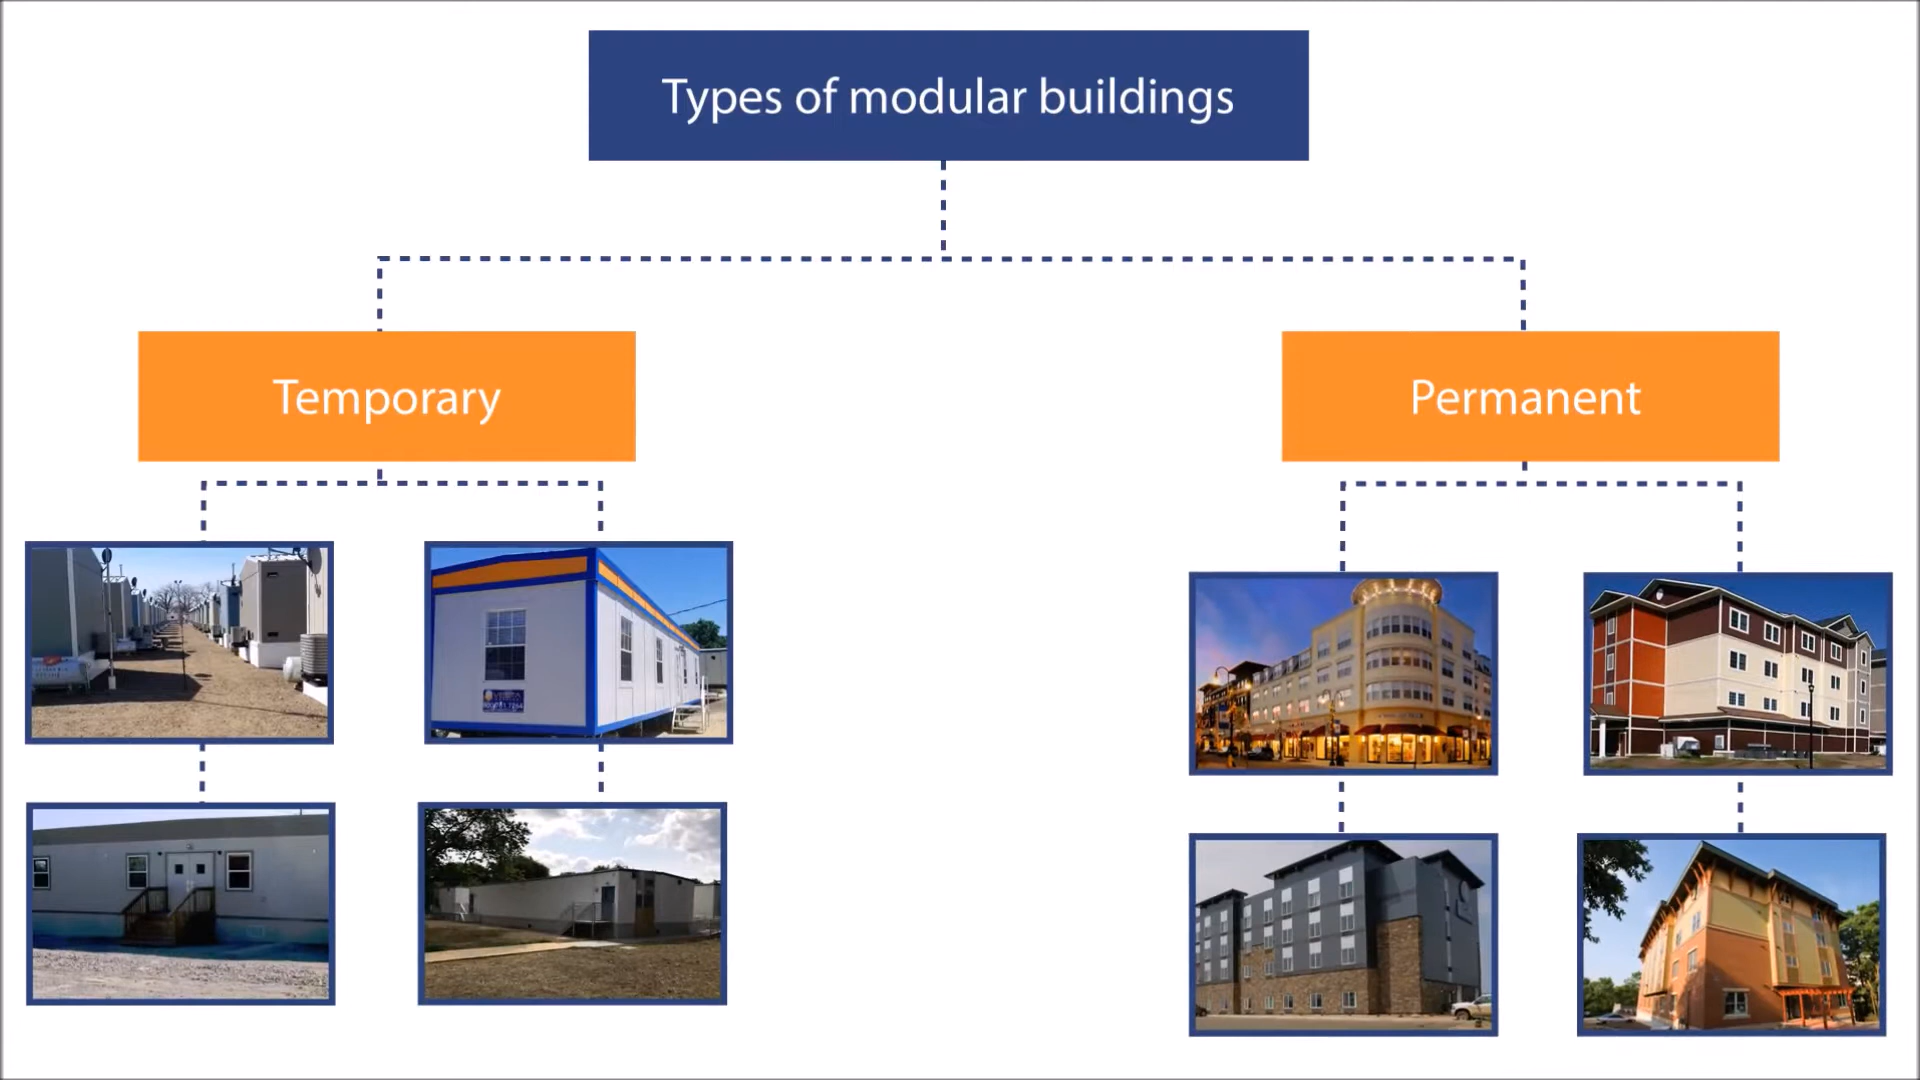 Types of modular buildings
Temporary
Permanent